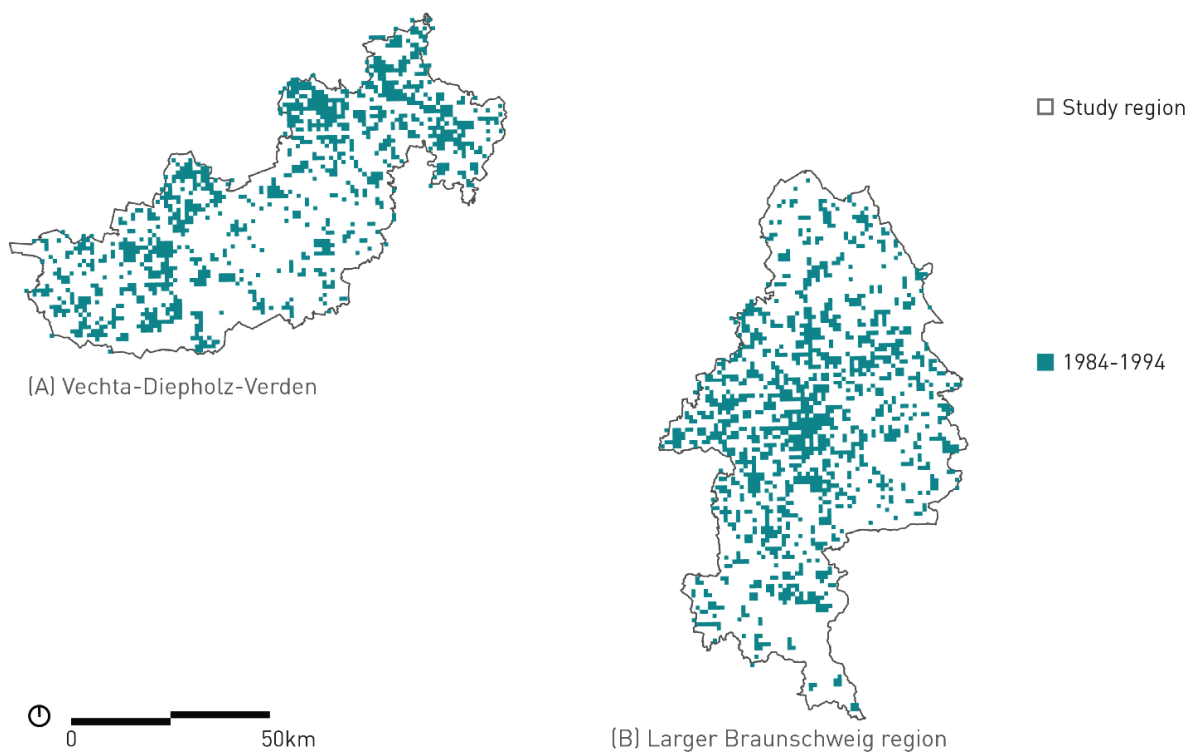 Study region
1984-1994
(A) Vechta-Diepholz-Verden
0 50km
(B) Larger Braunschweig region